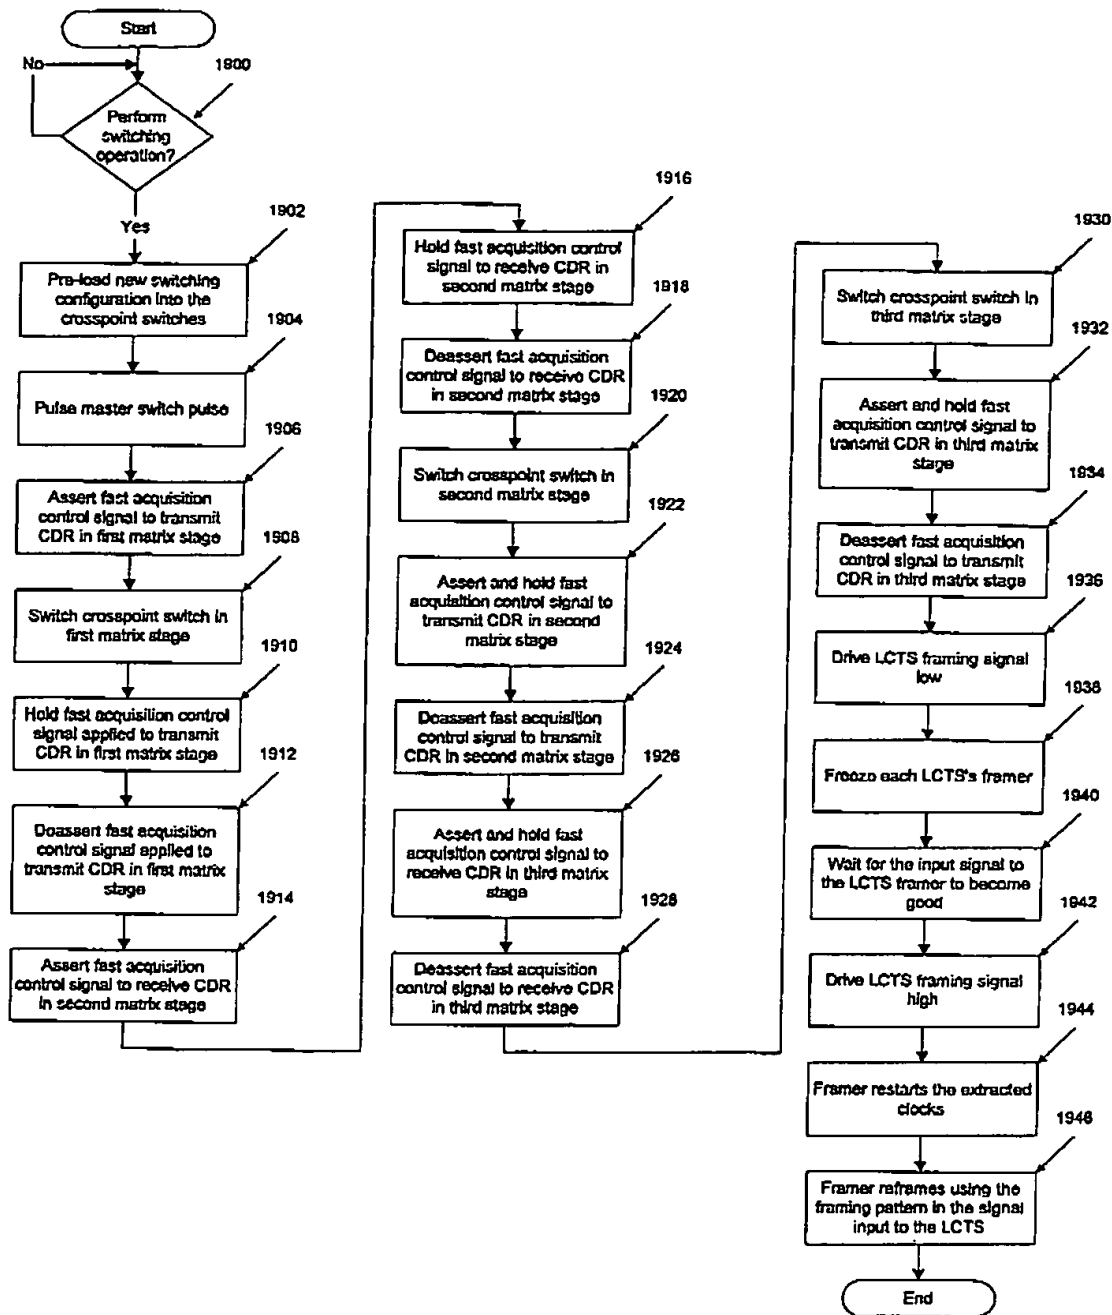 Start
No
1900
Perform
switching
operation?
Yes
1902
Pre-load new switching
configuration into the
crosspoint switches
1904
Pulse master switch pulse
1906
Assert fast acquisition
control signal to transmit
CDR in first matrix stage
1908
Switch crosspoint switch in
first matrix stage
1910
Hold fast acquisition control
signal applied to transmit
CDR in first matrix stage
1912
Deassert fast acquisition
control signal applied to
transmit CDR in first matrix
stage
1914
Assert fast acquisition
control signal to receive CDR
in second matrix stage
1916
Hold fast acquisition control
signal to receive CDR in
second matrix stage
1918
Deassert fast acquisition
control signal to receive CDR
in second matrix stage
1920
Switch crosspoint switch in
second matrix stage
1922
Assert and hold fast
acquisition control signal to
transmit CDR in second
matrix stage
1924
Deassert fast acquisition
control signal to transmit
CDR in second matrix stage
1926
Assert and hold fast
acquisition control signal to
receive CDR in third matrix
stage
1928
Deassert fast acquisition
control signal to receive CDR
in third matrix stage
1930
Switch crosspoint switch in
third matrix stage
1932
Assert and hold fast
acquisition control signal to
transmit CDR in third matrix
stage
1934
Deassert fast acquisition
control signal to transmit
CDR in third matrix stage
1936
Drive LCTS framing signal
low
1938
Freeze each LCTS's framer
1940
Wait for the input signal to
the LCTS framer to become
good
1942
Drive LCTS framing signal
high
1944
Framer restarts the extracted
clocks
1946
Framer reframes using the
framing pattern in the signal
input to the LCTS
End